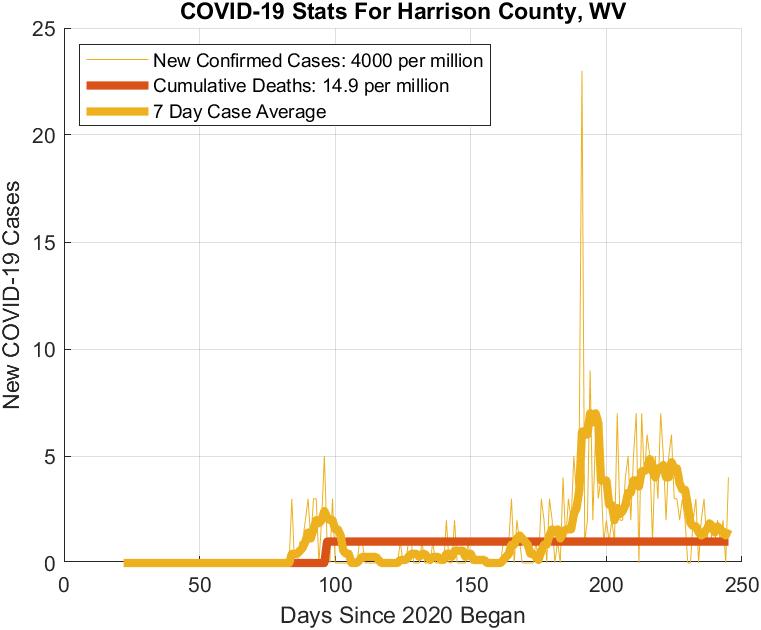 COVID-19 Stats For Harrison County, WV
New Confirmed Cases: 4000 per million
Cumulative Deaths: 14.9 per million
7 Day Case Average
New COVID-19 Cases
25
20
15
10
5
0
0 50 100 150 200 250
Days Since 2020 Began